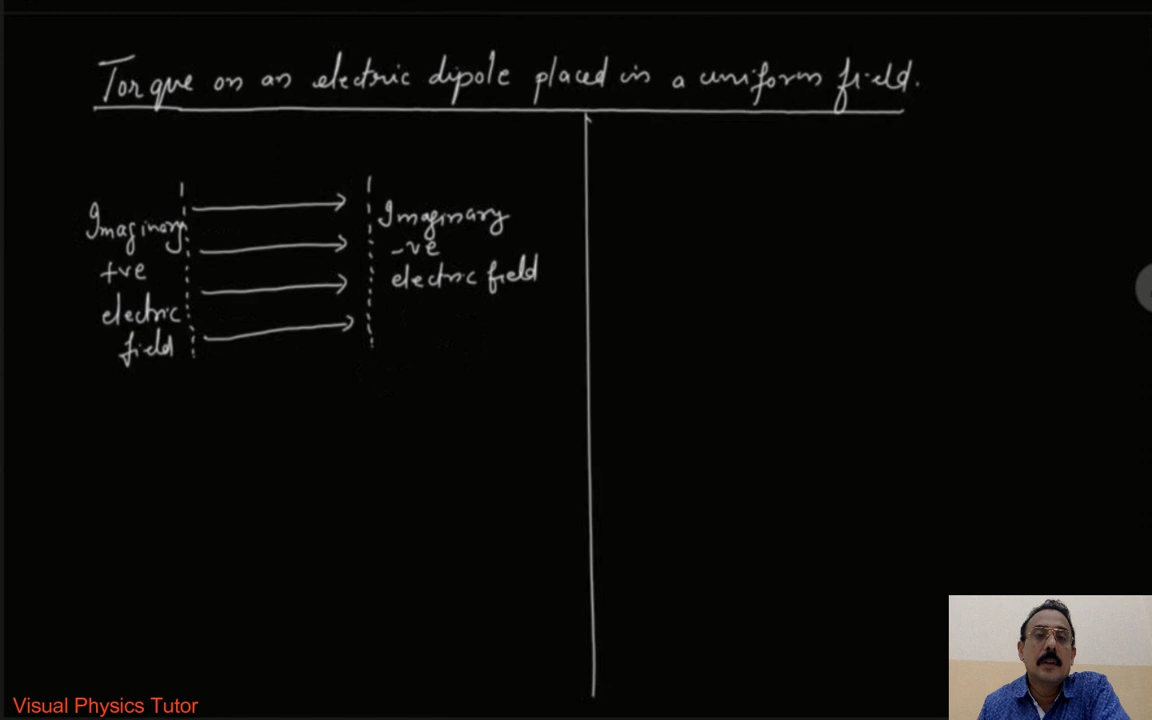 Torque on an electric dipole placed in a uniform field.
Imaginary
+ve
electric
field
Imaginary
-ve
electric field
Visual Physics Tutor